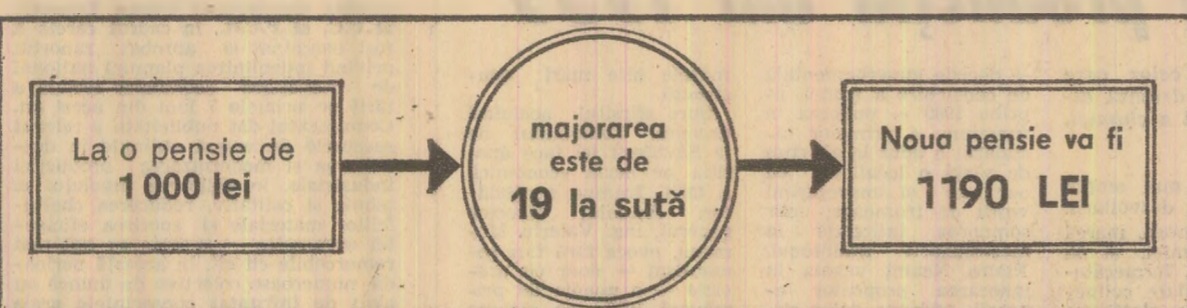 La o pensie de
1 000 lei
majorarea
este de
19 la sută
Noua pensie va fi
1190 LEI